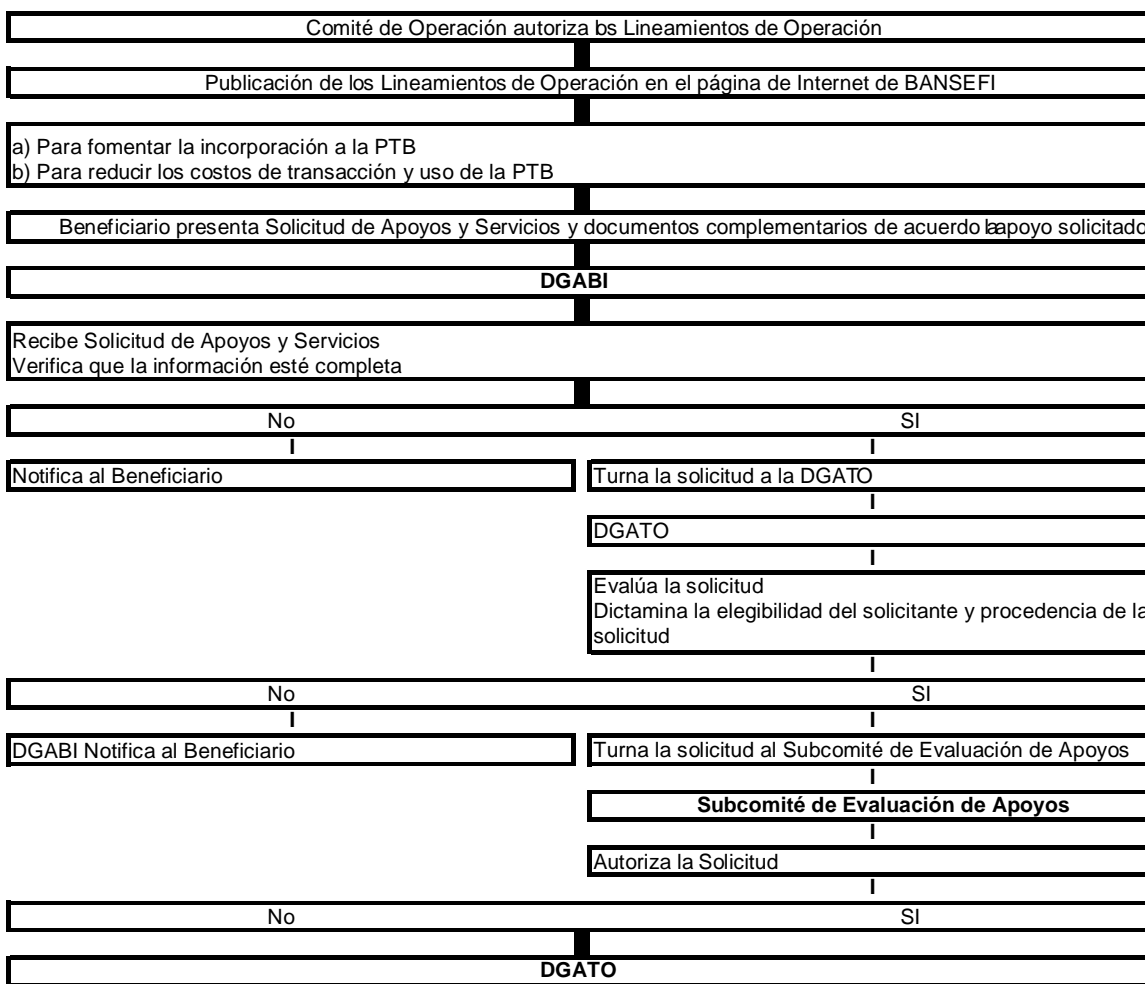 Comité de Operación autoriza bs Lineamientos de Operación
Publicación de los Lineamientos de Operación en el página de Internet de BANSEFI
a) Para fomentar la incorporación a la PTB
b) Para reducir los costos de transacción y uso de la PTB
Beneficiario presenta Solicitud de Apoyos y Servicios y documentos complementarios de acuerdo apoyo solicitado
DGABI
Recibe Solicitud de Apoyos y Servicios
Verifica que la información esté completa
No SI
Notifica al Beneficiario Turna la solicitud a la DGATO
DGATO
Evalúa la solicitud
Dictamina la elegibilidad del solicitante y procedencia de la
solicitud
No SI
DGABI Notifica al Beneficiario Turna la solicitud al Subcomité de Evaluación de Apoyos
Subcomité de Evaluación de Apoyos
Autoriza la Solicitud
No SI
DGATO